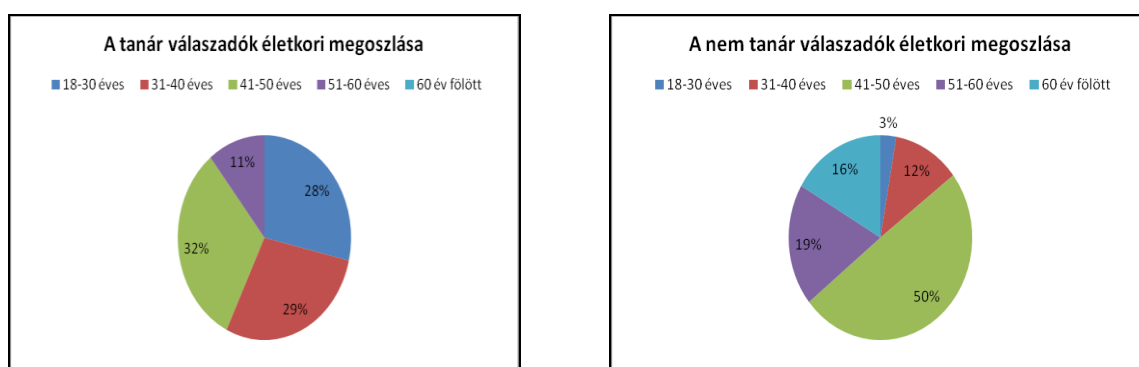 A tanár válaszadók életkori megoszlása
18-30 éves 31-40 éves 41-50 éves 51-60 éves 60 év fölött
11%
28%
32%
29%
A nem tanár válaszadók életkori megoszlása
18-30 éves 31-40 éves 41-50 éves 51-60 éves 60 év fölött
3%
16%
12%
19%
50%